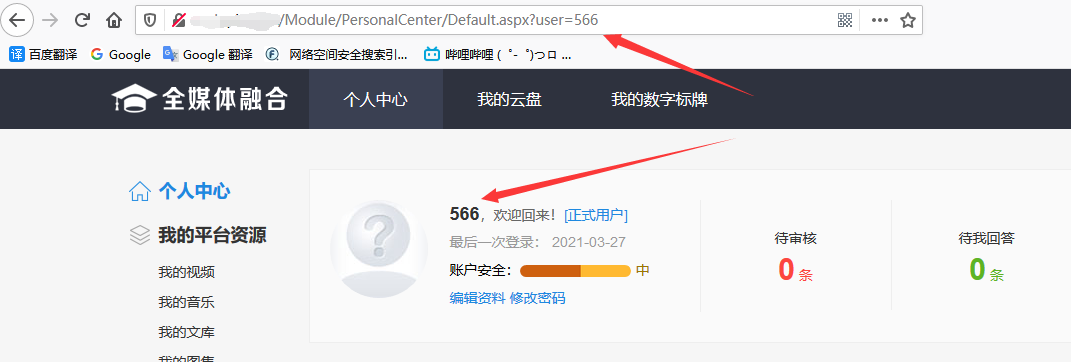 /Module/PersonalCenter/Default.aspx?user=566
译 百度翻译 G Google Google 翻译 网络空间安全搜索引... 哔哩哔哩 ( ゜- ゜)つロ ...
全媒体融合 个人中心 我的云盘 我的数字标牌
个人中心
我的平台资源
我的视频
我的音乐
我的文库
我的图集
566，欢迎回来！ [正式用户]
最后一次登录： 2021-03-27
账户安全： 中
编辑资料 修改密码
待审核
0 条
待我回答
0 条